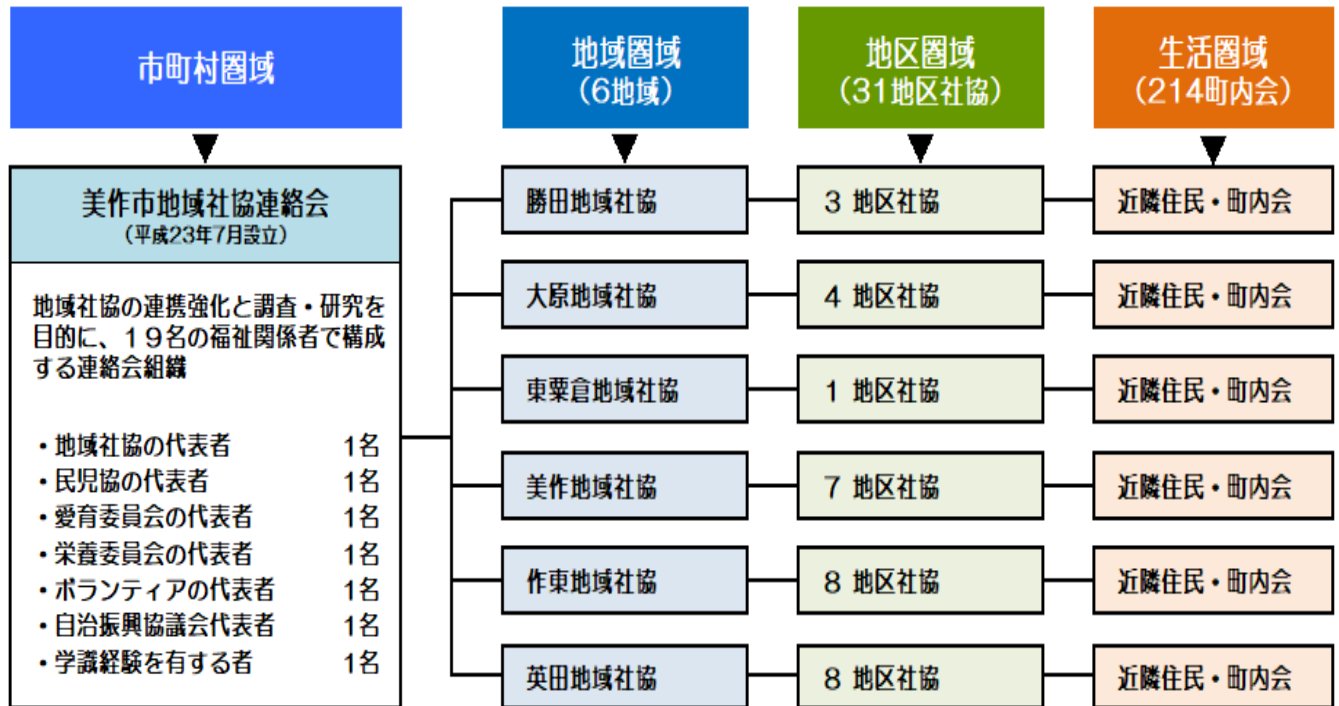 市町村圏域
地域圏域
（6地域）
地区圏域
（31地区社協）
生活圏域
（214町内会）
美作市地域社協連絡会
（平成23年7月設立）
地域社協の連携強化と調査・研究を
目的に、１９名の福祉関係者で構成
する連絡会組織
・地域社協の代表者 1名
・民児協の代表者 1名
・愛育委員会の代表者 1名
・栄養委員会の代表者 1名
・ボランティアの代表者 1名
・自治振興協議会代表者 1名
・学識経験を有する者 1名
勝田地域社協
3 地区社協
近隣住民・町内会
大原地域社協
4 地区社協
近隣住民・町内会
東粟倉地域社協
1 地区社協
近隣住民・町内会
美作地域社協
7 地区社協
近隣住民・町内会
作東地域社協
8 地区社協
近隣住民・町内会
英田地域社協
8 地区社協
近隣住民・町内会